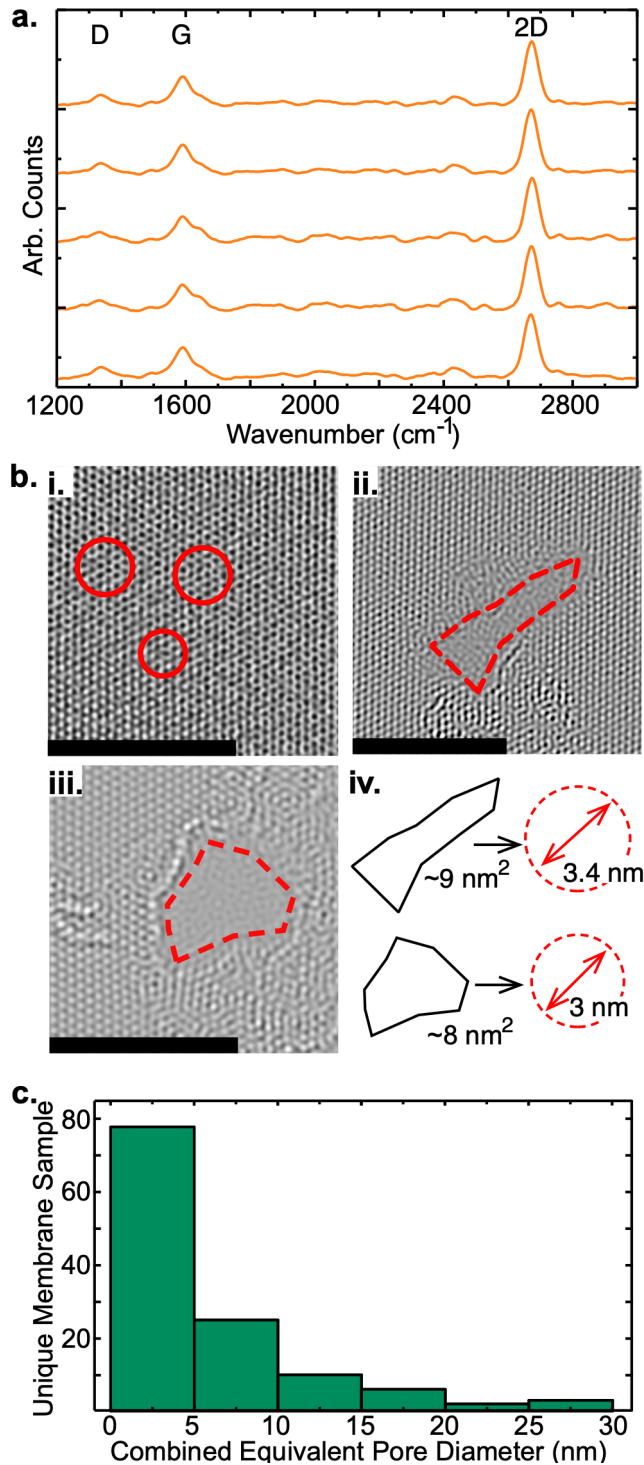 a.
D G 2D
Arb. Counts
1200 1600 2000 2400 2800
Wavenumber (cm⁻¹)
b. i. ii.
iii. iv.
~9 nm²
3.4 nm
~8 nm²
3 nm
c.
Unique Membrane Sample
80
60
40
20
0 5 10 15 20 25 30
Combined Equivalent Pore Diameter (nm)